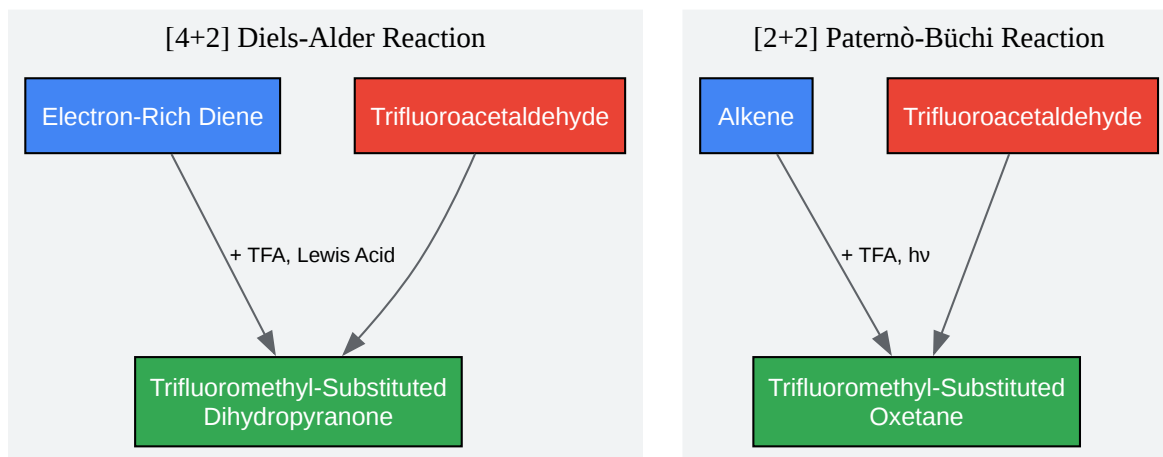 [4+2] Diels-Alder Reaction
Electron-Rich Diene
Trifluoroacetaldehyde
+ TFA, Lewis Acid
Trifluoromethyl-Substituted
Dihydropyranone
[2+2] Paternò-Büchi Reaction
Alkene
Trifluoroacetaldehyde
+ TFA, hν
Trifluoromethyl-Substituted
Oxetane